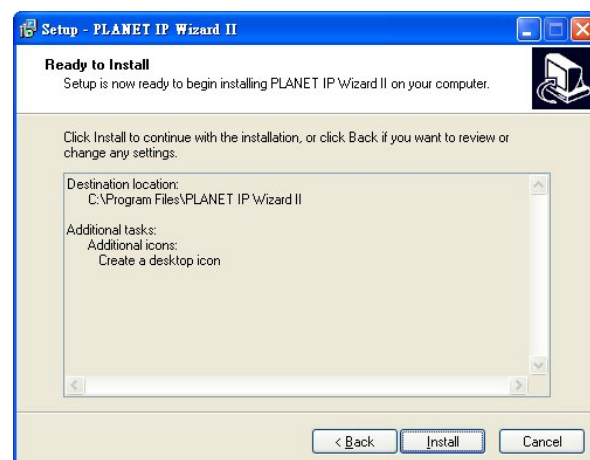 Setup - PLANET IP Wizard II
Ready to Install
Setup is now ready to begin installing PLANET IP Wizard II on your computer.
Click Install to continue with the installation, or click Back if you want to review or
change any settings.
Destination location:
C:\Program Files\PLANET IP Wizard II
Additional tasks:
Additional icons:
Create a desktop icon
< Back
Install
Cancel